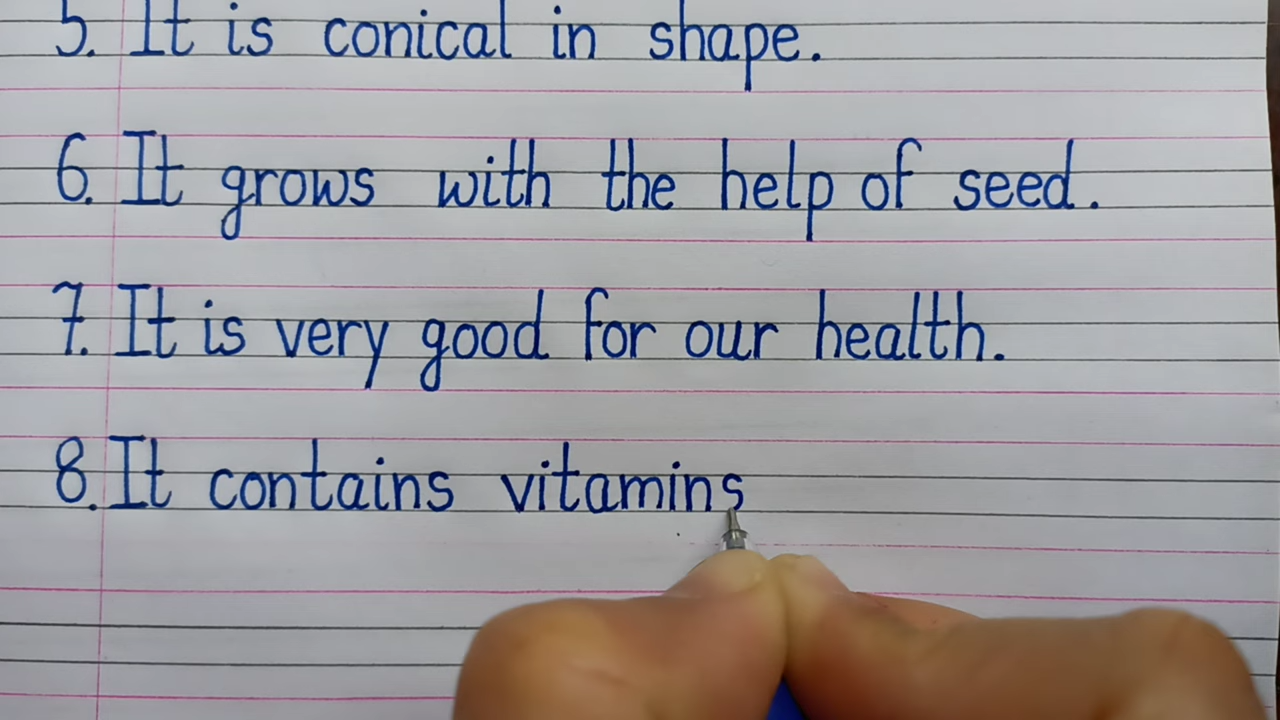 5. It is conical in shape.
6. It grows with the help of seed.
7. It is very good for our health.
8. It contains vitamins